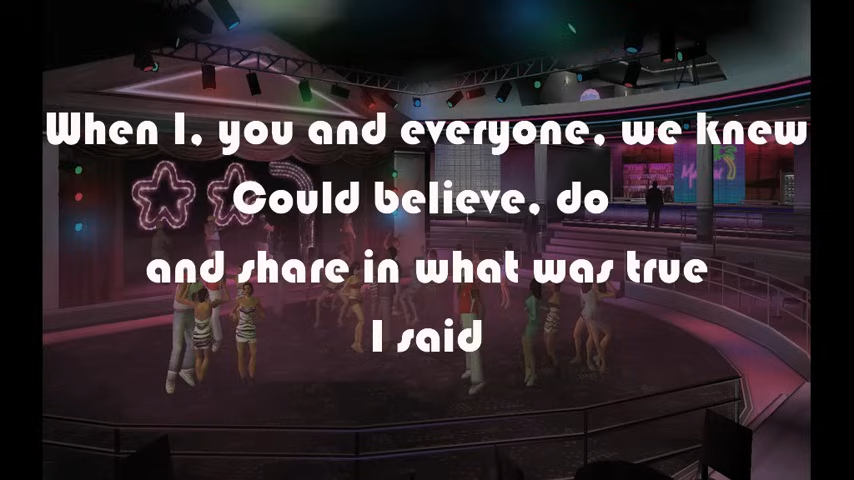 When I, you and everyone, we knew
Could believe, do
and share in what was true
I said